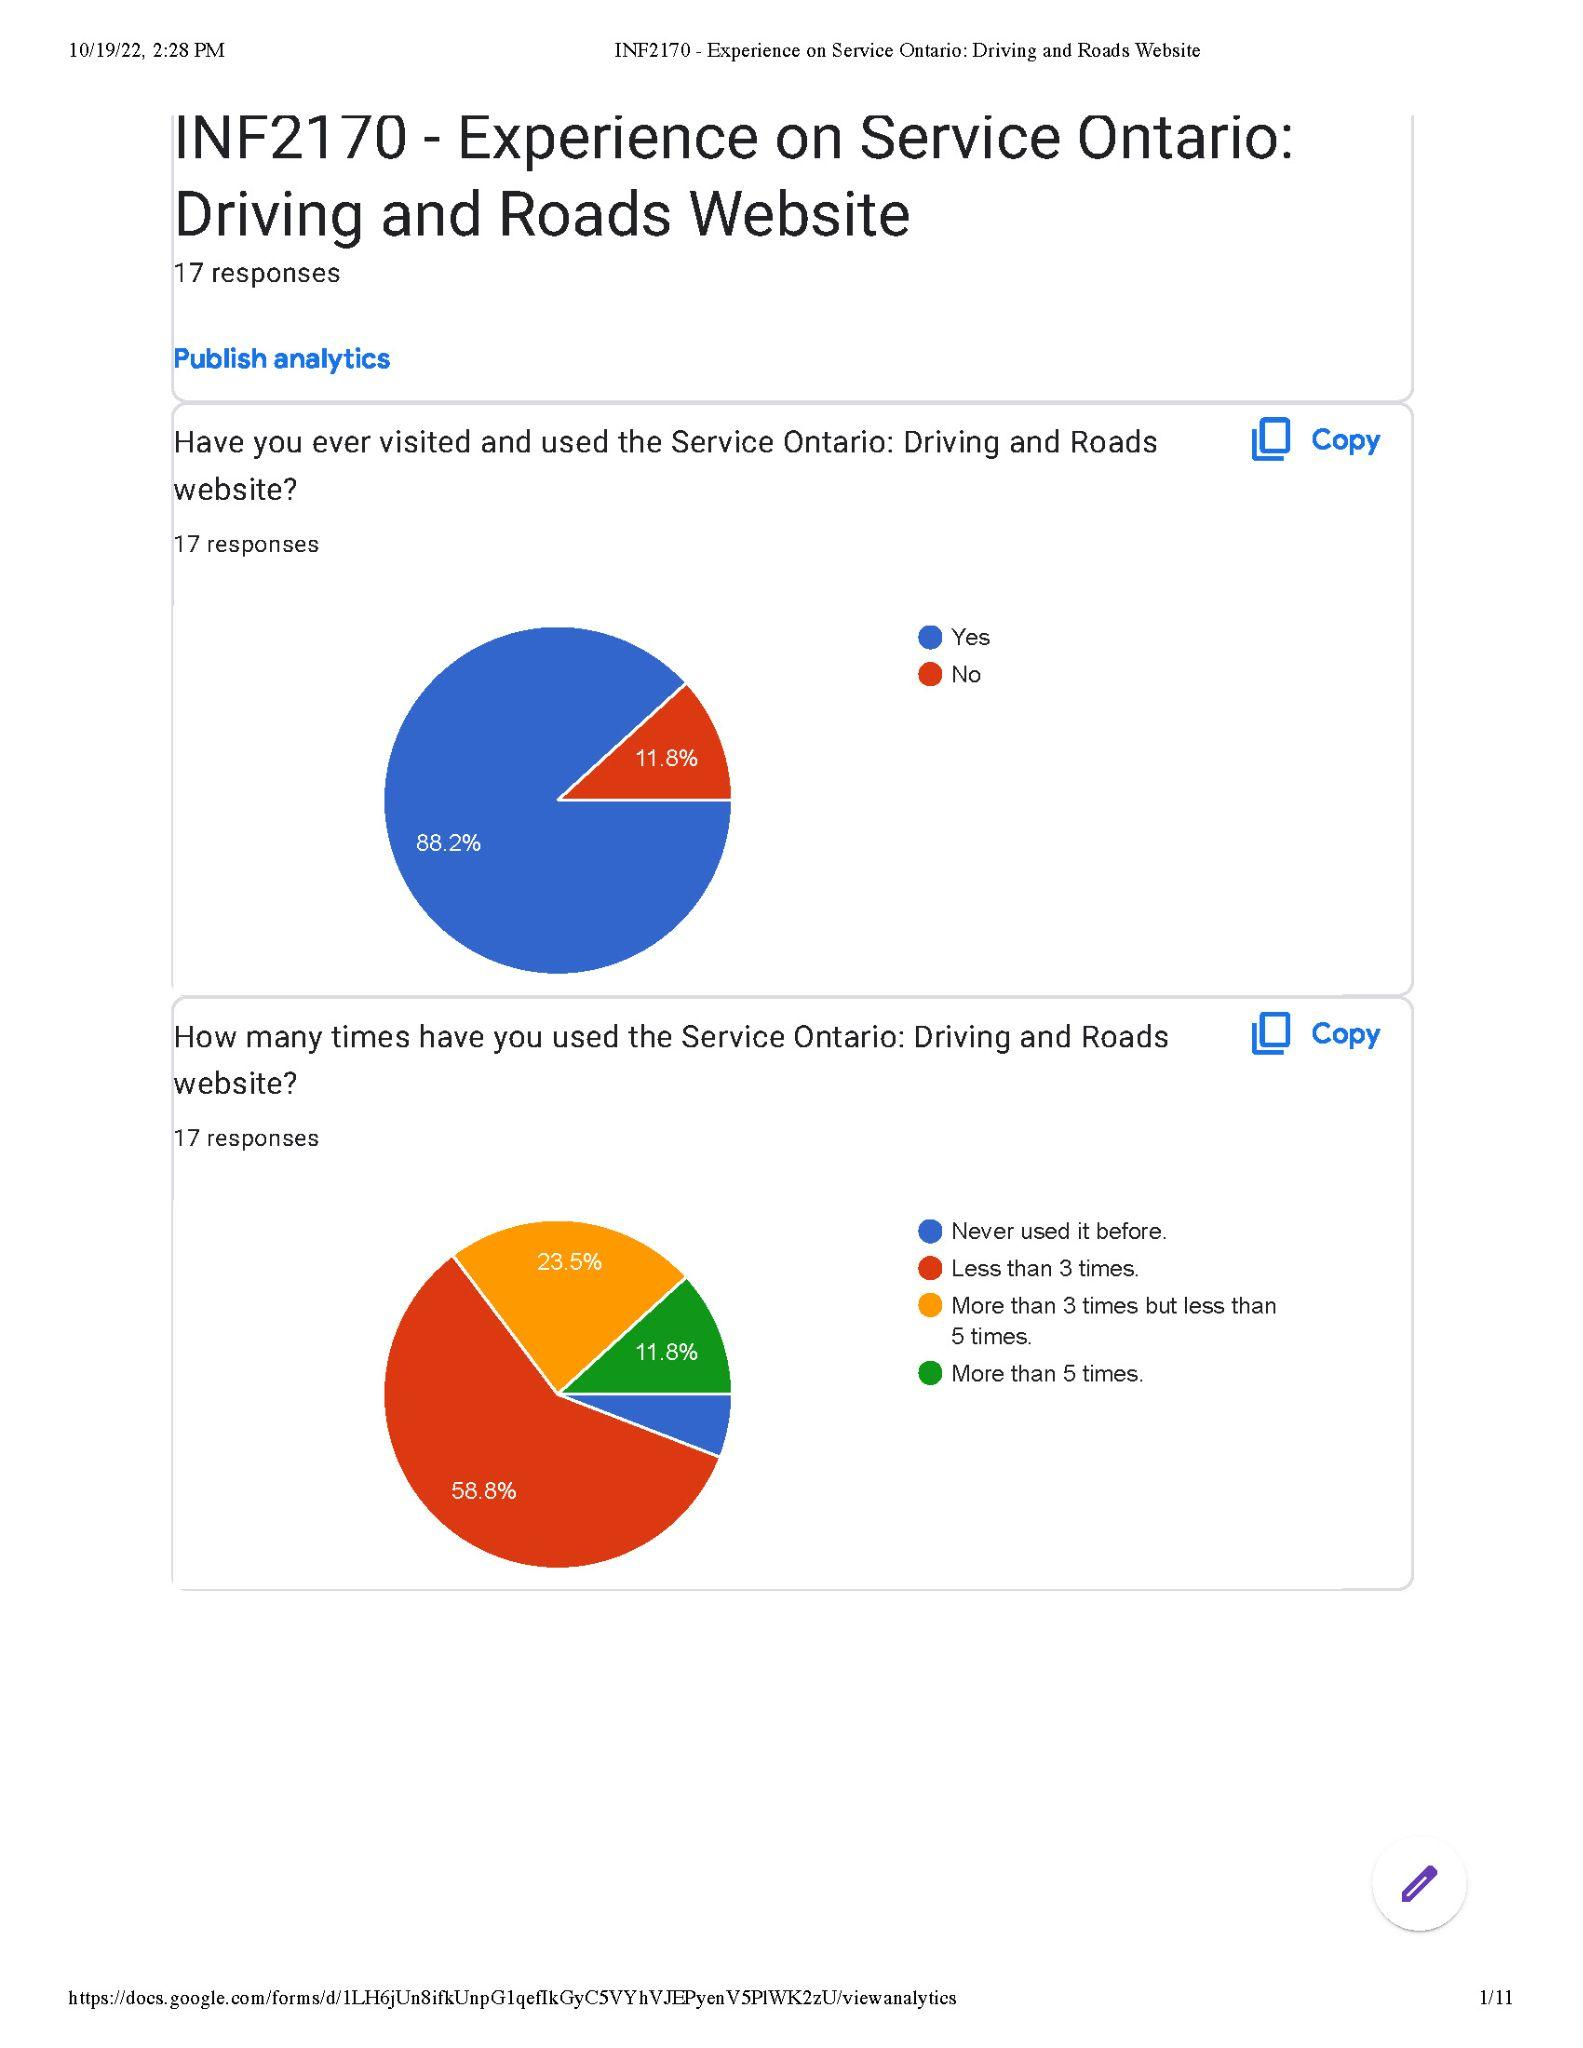 10/19/22, 2:28 PM
INF2170 - Experience on Service Ontario: Driving and Roads Website
INF2170 - Experience on Service Ontario:
Driving and Roads Website
17 responses
Publish analytics
Have you ever visited and used the Service Ontario: Driving and Roads
website?
Copy
17 responses
Yes
No
11.8%
88.2%
How many times have you used the Service Ontario: Driving and Roads
website?
Copy
17 responses
Never used it before.
Less than 3 times.
More than 3 times but less than
5 times.
More than 5 times.
23.5%
11.8%
58.8%
https://docs.google.com/forms/d/1LH6jUn8ifkUnpG1qefIkGyC5VYhVJEPyenV5PlWK2zU/viewanalytics
1/11